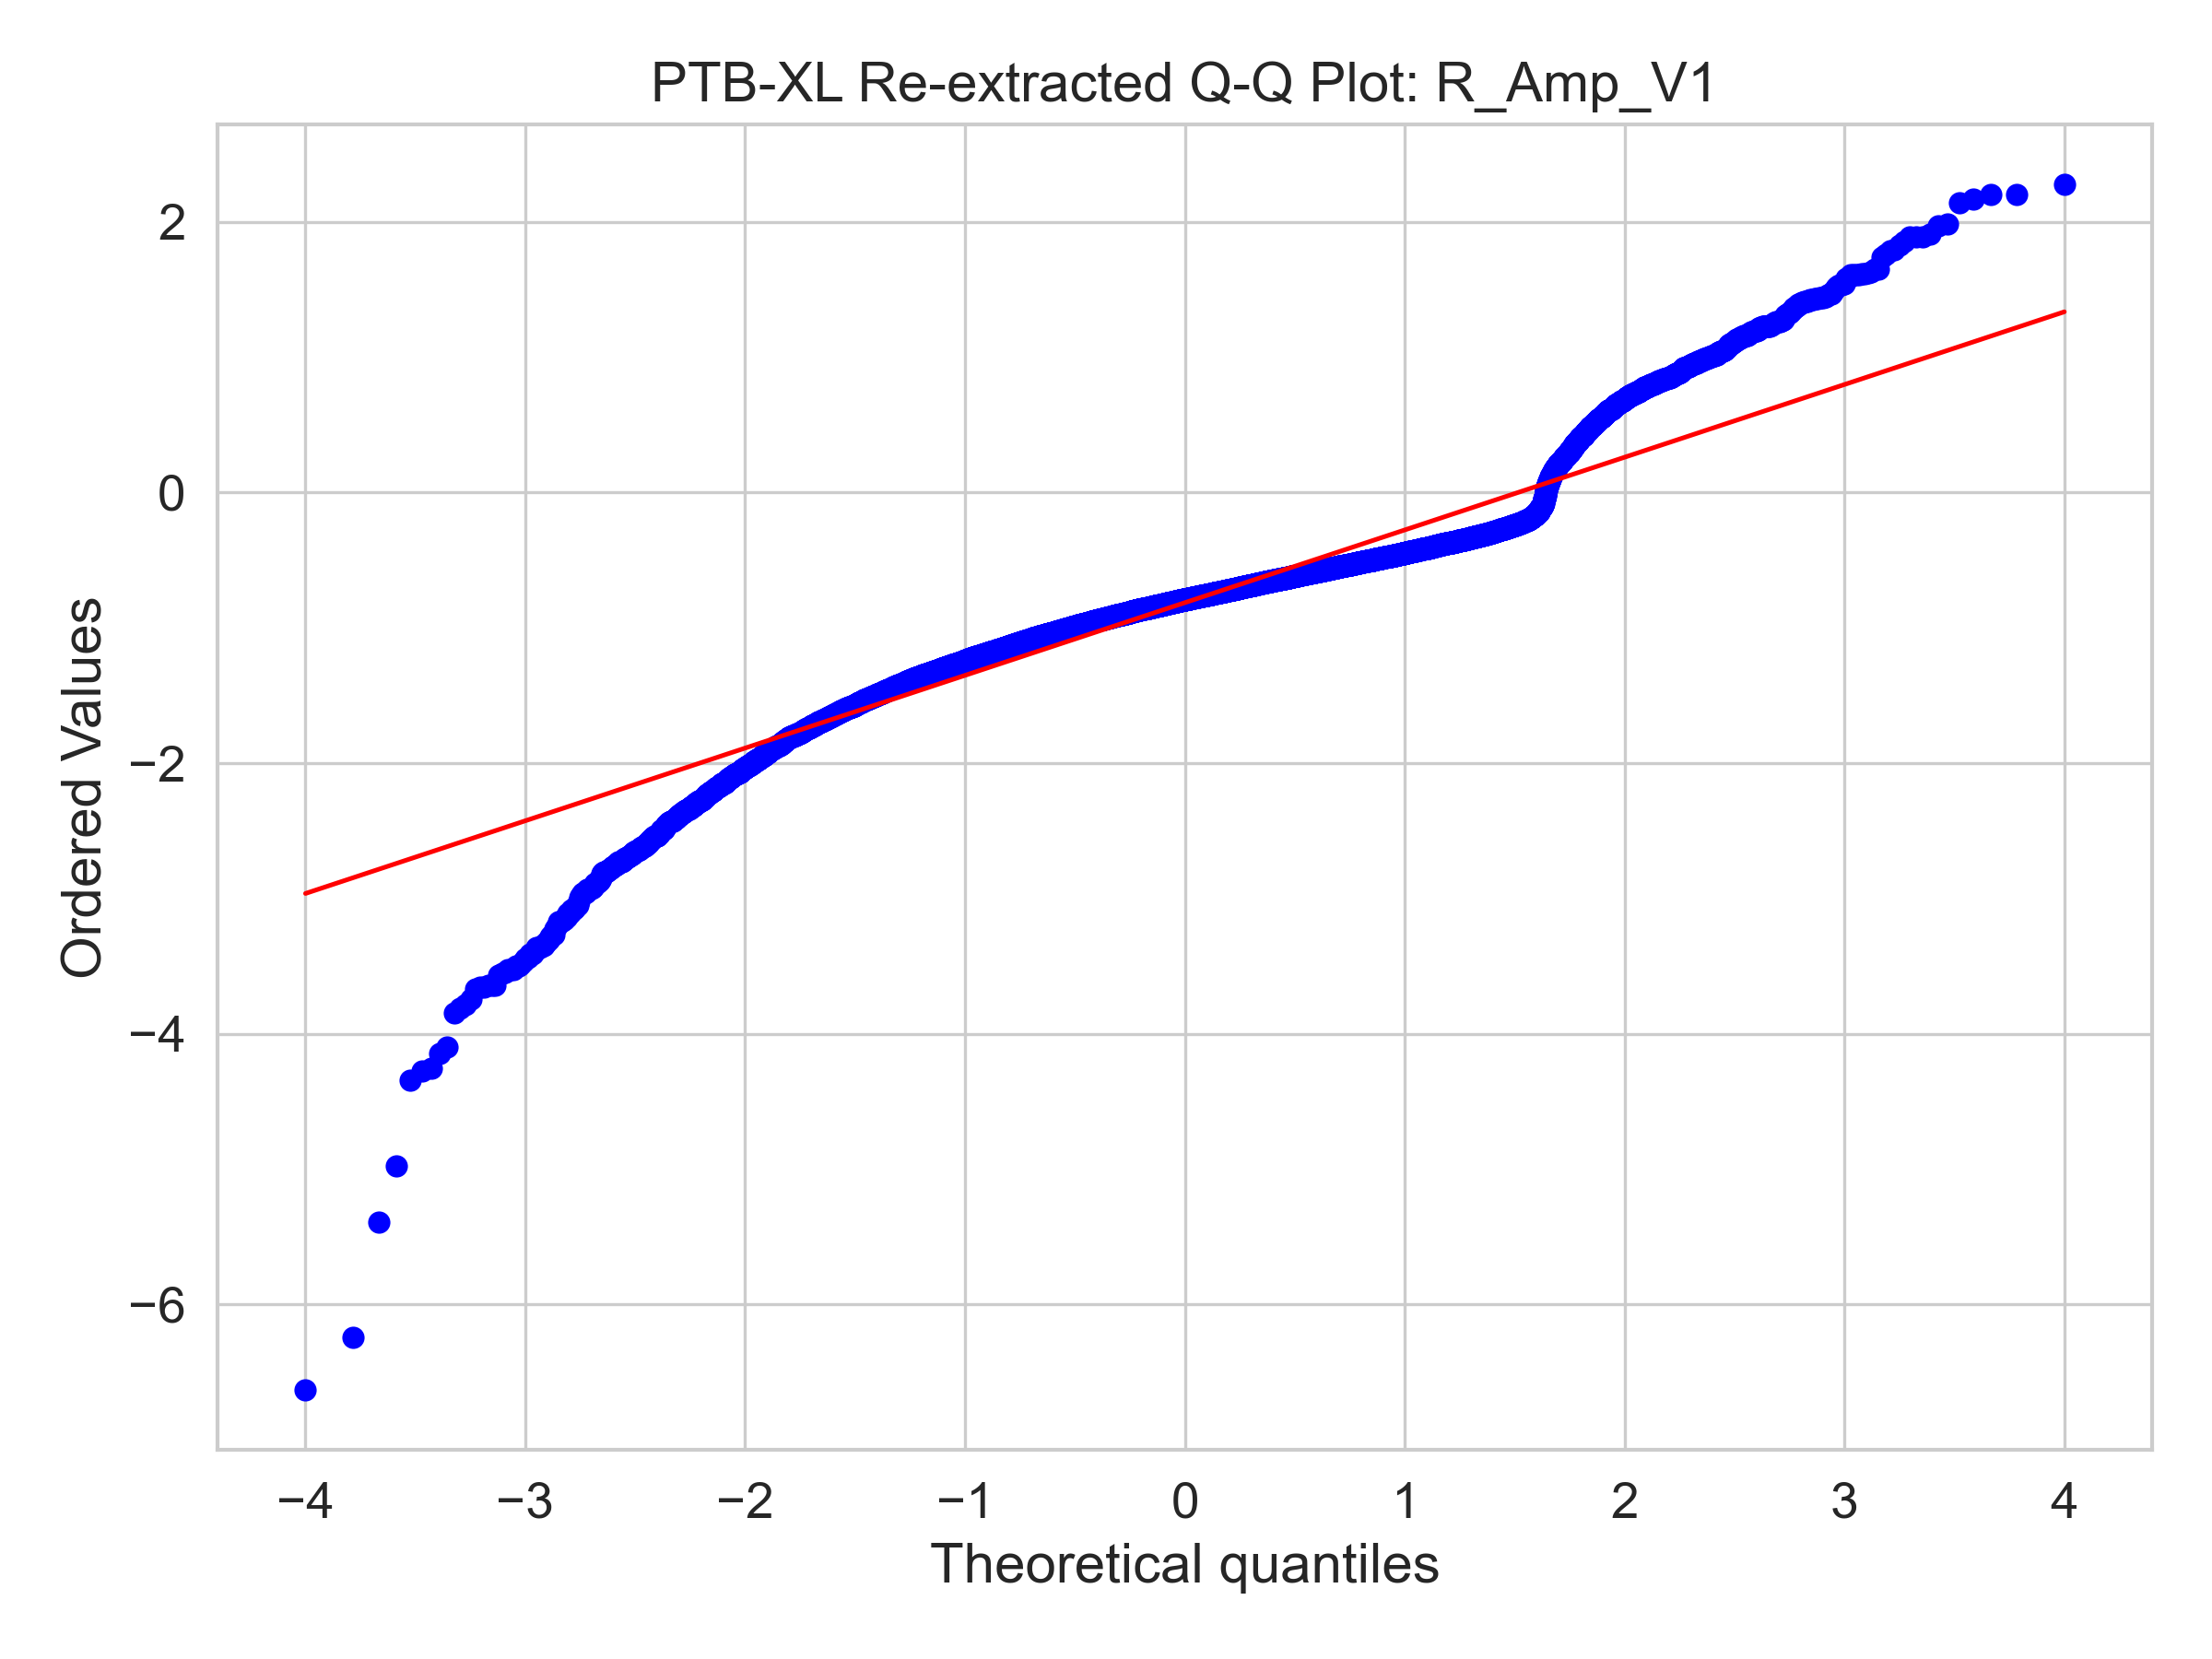 PTB-XL Re-extracted Q-Q Plot: R_Amp_V1
Ordered Values
2
0
−2
−4
−6
−4 −3 −2 −1 0 1 2 3 4
Theoretical quantiles